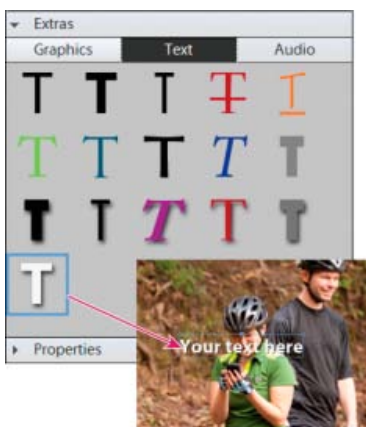 Extras
Graphics Text Audio
T T T T T
T T T T T
T T T T T
T
Your text here
Properties